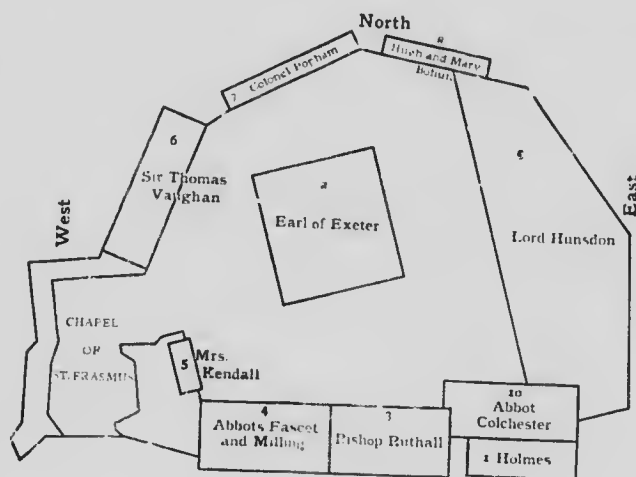 North
8
Hugh and Mary
Bohun
7 Colonel Popham
6
Sir Thomas
Vaughan
2
Earl of Exeter
9
Lord Hunsdon
West
East
CHAPEL
OF
ST. ERASMUS
5
Mrs.
Kendall
4
Abbots Fascet
and Milling
3
Bishop Ruthall
10
Abbot
Colchester
1 Holmes